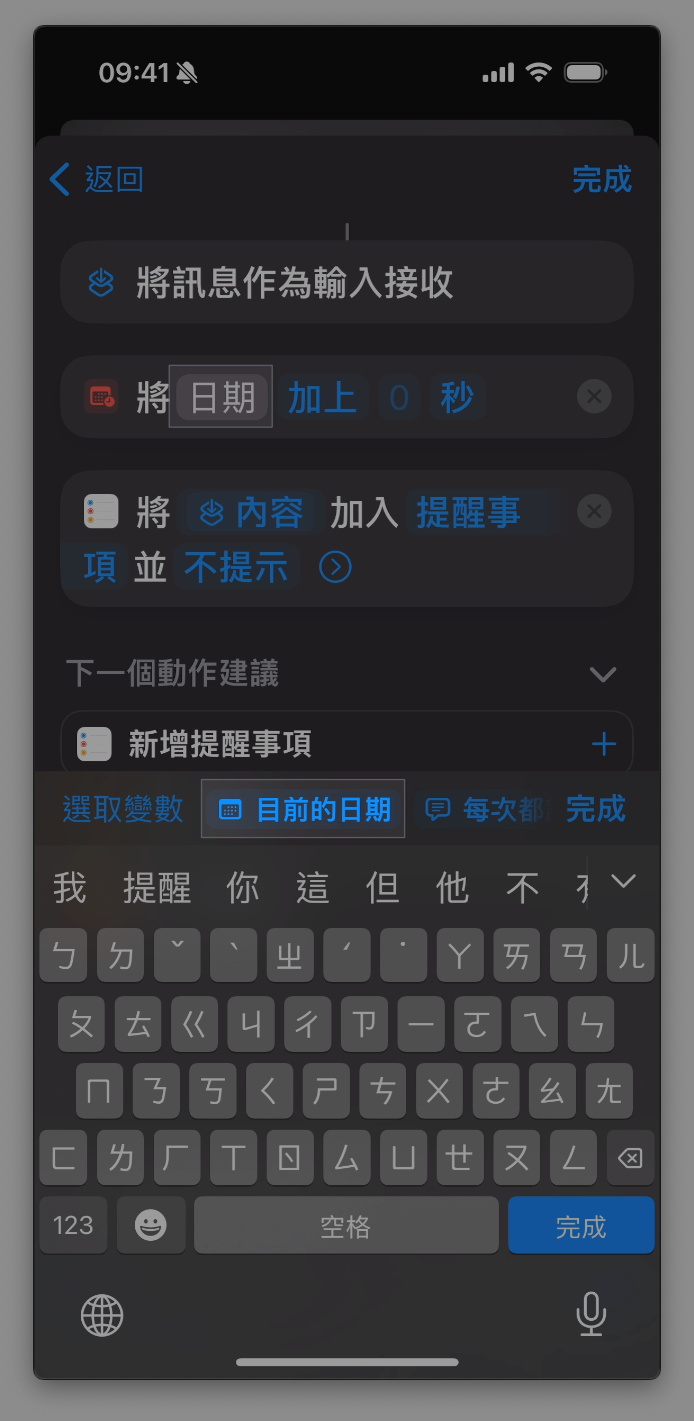 09:41
返回 完成
將訊息作為輸入接收
將 日期 加上 0 秒
將 內容 加入 提醒事
項 並 不提示
下一個動作建議
新增提醒事項
選取變數 目前的日期 每次都 完成
我 提醒 你 這 但 他 不
ㄅ ㄉ ˇ ˋ ㄓ ˊ ˙ ㄚ ㄞ ㄢ ㄦ
ㄆ ㄊ ㄍ ㄐ ㄔ ㄗ ㄧ ㄛ ㄟ ㄣ
ㄇ ㄋ ㄎ ㄑ ㄕ ㄘ ㄨ ㄜ ㄠ ㄤ
ㄈ ㄌ ㄏ ㄒ ㄖ ㄙ ㄩ ㄝ ㄡ ㄥ
123 空格 完成